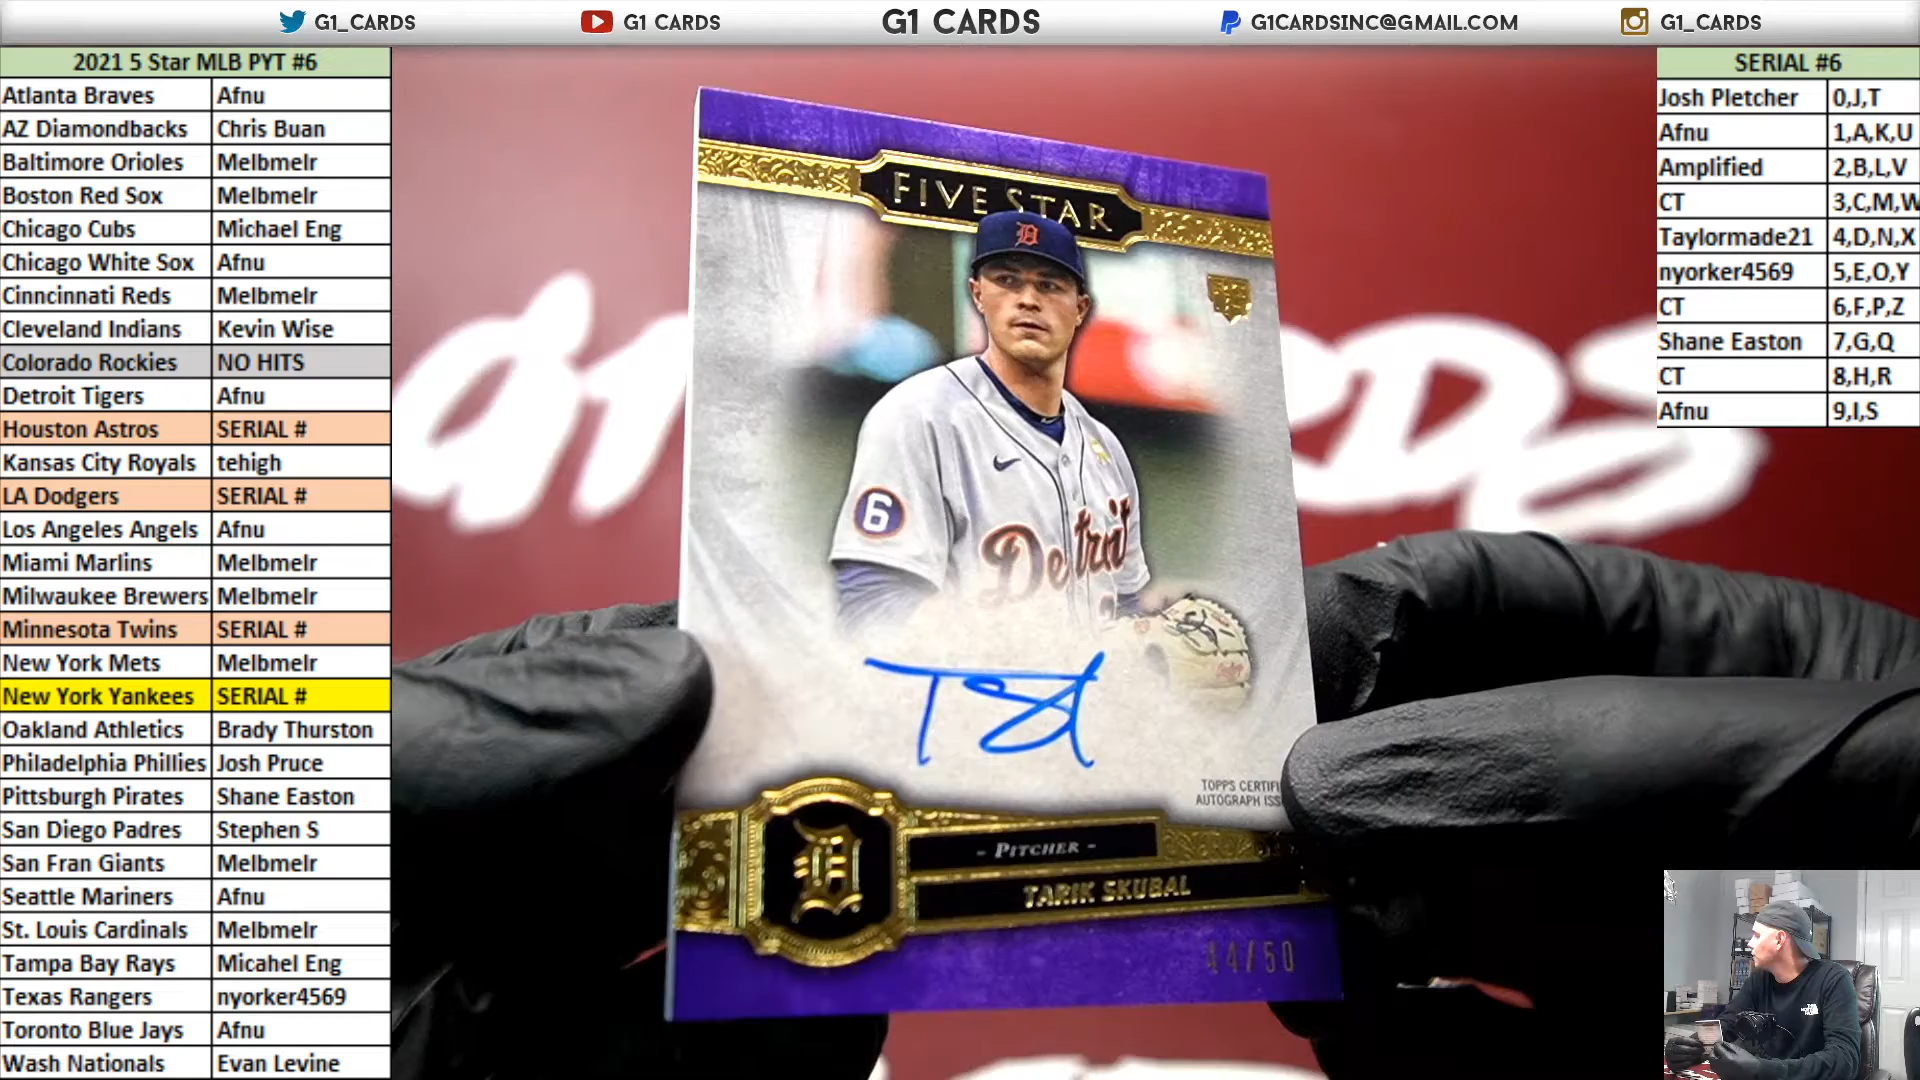 G1_CARDS
G1 CARDS
G1 CARDS
G1CARDSINC@GMAIL.COM
G1_CARDS
2021 5 Star MLB PYT #6
Atlanta Braves Afnu
AZ Diamondbacks Chris Buan
Baltimore Orioles Melbmelr
Boston Red Sox Melbmelr
Chicago Cubs Michael Eng
Chicago White Sox Afnu
Cinncinnati Reds Melbmelr
Cleveland Indians Kevin Wise
Colorado Rockies NO HITS
Detroit Tigers Afnu
Houston Astros SERIAL #
Kansas City Royals tehigh
LA Dodgers SERIAL #
Los Angeles Angels Afnu
Miami Marlins Melbmelr
Milwaukee Brewers Melbmelr
Minnesota Twins SERIAL #
New York Mets Melbmelr
New York Yankees SERIAL #
Oakland Athletics Brady Thurston
Philadelphia Phillies Josh Pruce
Pittsburgh Pirates Shane Easton
San Diego Padres Stephen S
San Fran Giants Melbmelr
Seattle Mariners Afnu
St. Louis Cardinals Melbmelr
Tampa Bay Rays Micahel Eng
Texas Rangers nyorker4569
Toronto Blue Jays Afnu
Wash Nationals Evan Levine
FIVE STAR
D
6
Detroit
TOPPS CERTIFI
AUTOGRAPH ISS
- PITCHER -
D
TARIK SKUBAL
44/50
SERIAL #6
Josh Pletcher 0,J,T
Afnu 1,A,K,U
Amplified 2,B,L,V
CT 3,C,M,W
Taylormade21 4,D,N,X
nyorker4569 5,E,O,Y
CT 6,F,P,Z
Shane Easton 7,G,Q
CT 8,H,R
Afnu 9,I,S